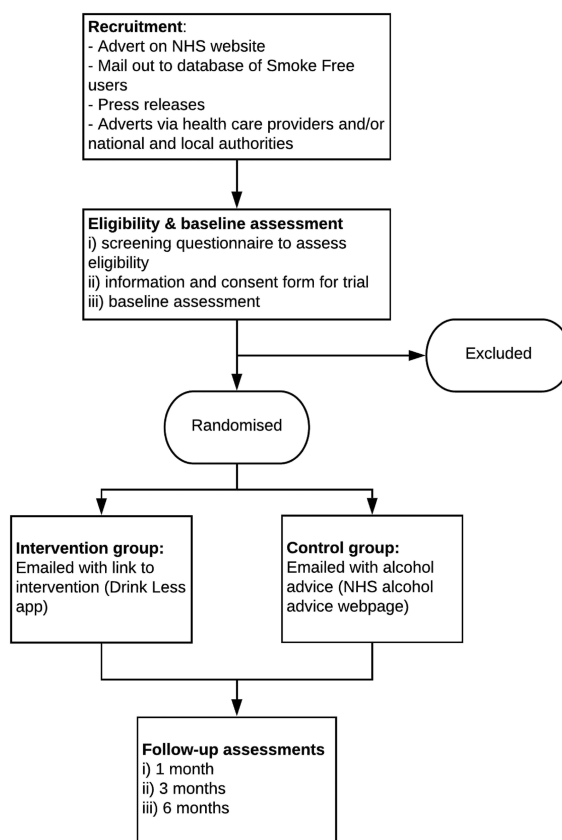 Recruitment:
- Advert on NHS website
- Mail out to database of Smoke Free
users
- Press releases
- Adverts via health care providers and/or
national and local authorities
Eligibility & baseline assessment
i) screening questionnaire to assess
eligibility
ii) information and consent form for trial
iii) baseline assessment
Excluded
Randomised
Intervention group:
Emailed with link to
intervention (Drink Less
app)
Control group:
Emailed with alcohol
advice (NHS alcohol
advice webpage)
Follow-up assessments
i) 1 month
ii) 3 months
iii) 6 months